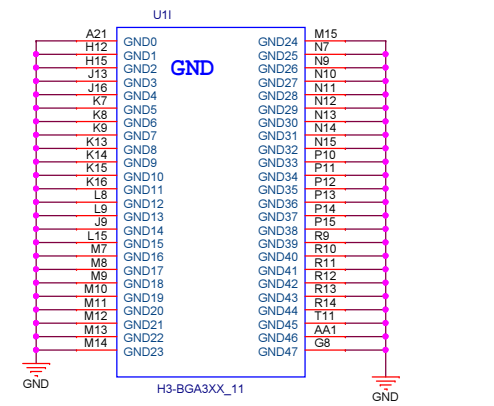 U1I
A21 GND0 GND24 M15
H12 GND1 GND25 N7
H15 GND2 GND GND26 N9
J13 GND3 GND27 N10
J16 GND4 GND28 N11
K7 GND5 GND29 N12
K8 GND6 GND30 N13
K9 GND7 GND31 N14
K13 GND8 GND32 N15
K14 GND9 GND33 P10
K15 GND10 GND34 P11
K16 GND11 GND35 P12
L8 GND12 GND36 P13
L9 GND13 GND37 P14
J9 GND14 GND38 P15
L15 GND15 GND39 R9
M7 GND16 GND40 R10
M8 GND17 GND41 R11
M9 GND18 GND42 R12
M10 GND19 GND43 R13
M11 GND20 GND44 R14
M12 GND21 GND45 T11
M13 GND22 GND46 AA1
M14 GND23 GND47 G8
GND H3-BGA3XX_11 GND